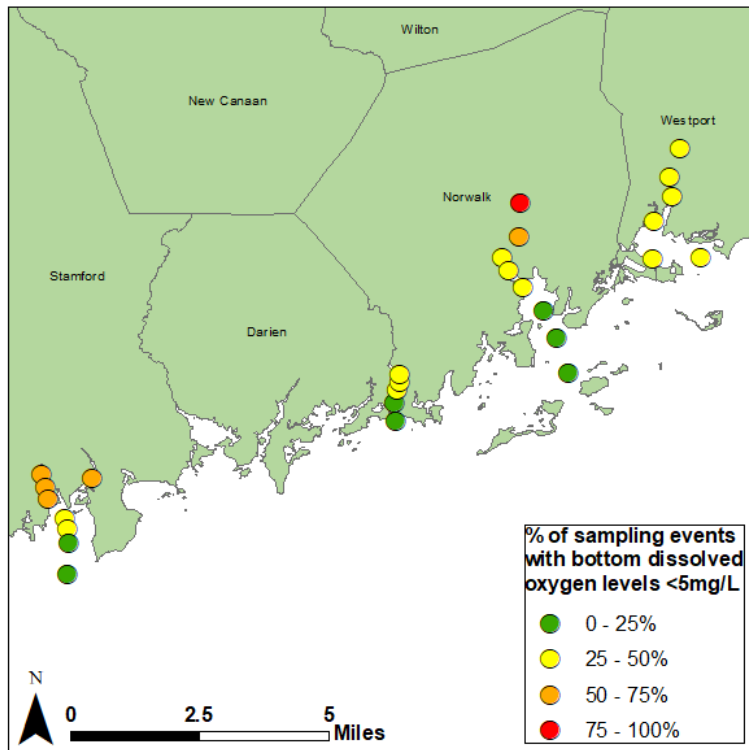 Wilton
New Canaan
Westport
Norwalk
Stamford
Darien
% of sampling events
with bottom dissolved
oxygen levels <5mg/L
0 - 25%
25 - 50%
50 - 75%
75 - 100%
N
0 2.5 5
Miles